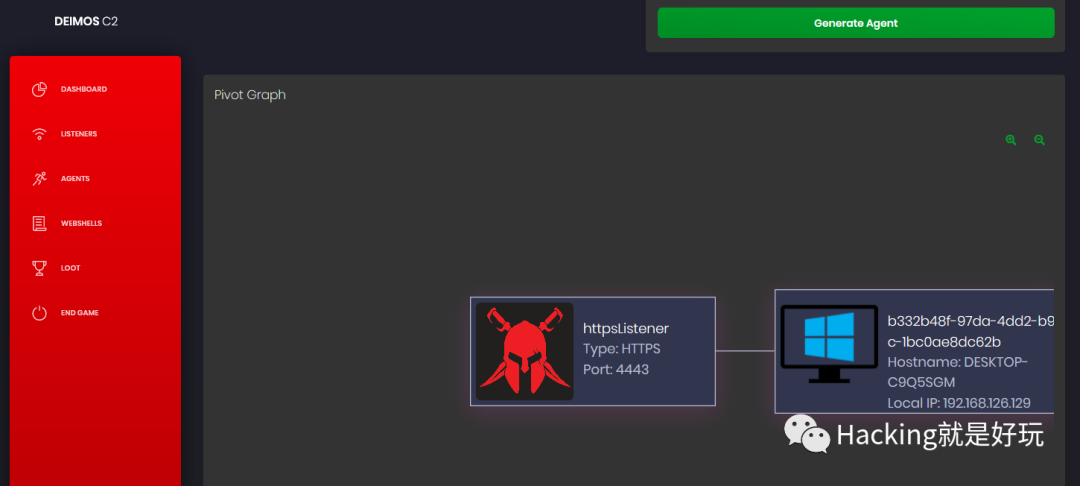 DEIMOS C2
Generate Agent
DASHBOARD
LISTENERS
AGENTS
WEBSHELLS
LOOT
END GAME
Pivot Graph
httpsListener
Type: HTTPS
Port: 4443
b332b48f-97da-4dd2-b9
c-1bc0ae8dc62b
Hostname: DESKTOP-
C9Q5SGM
Local IP: 192.168.126.129
Hacking就是好玩